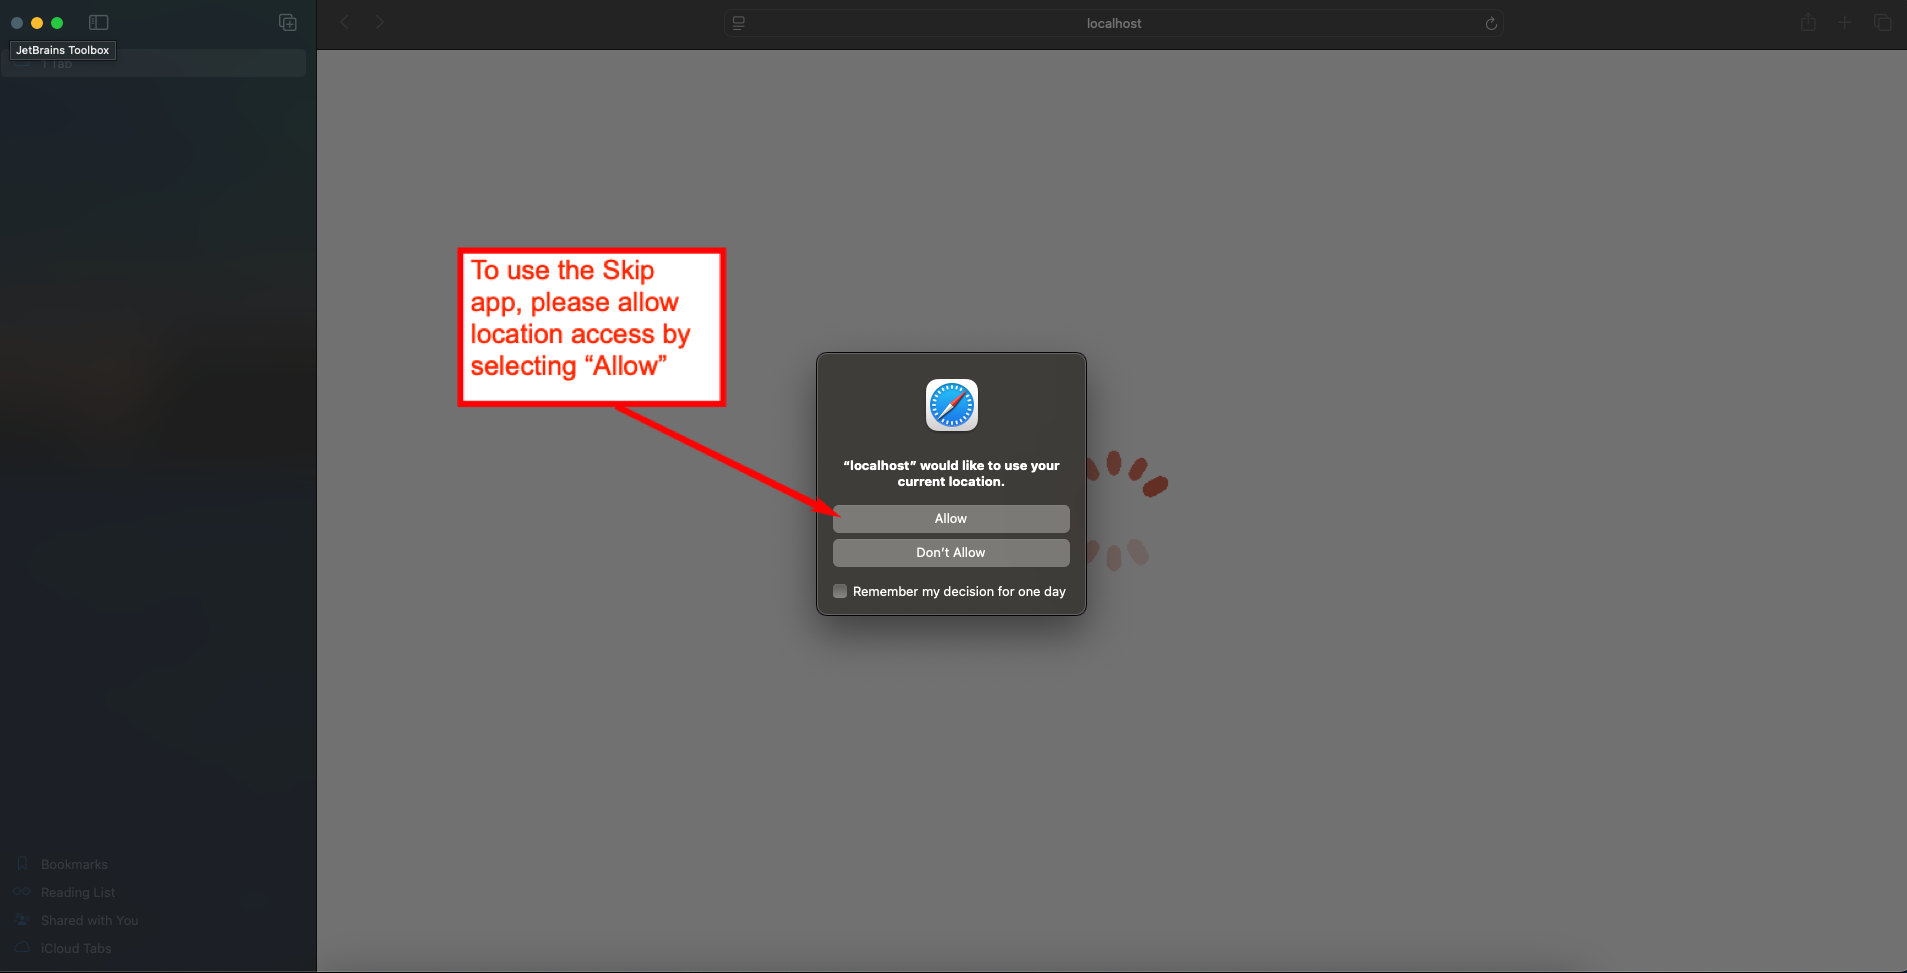 localhost
JetBrains Toolbox
1 Tab
To use the Skip
app, please allow
location access by
selecting “Allow”
“localhost” would like to use your
current location.
Allow
Don’t Allow
Remember my decision for one day
Bookmarks
Reading List
Shared with You
iCloud Tabs